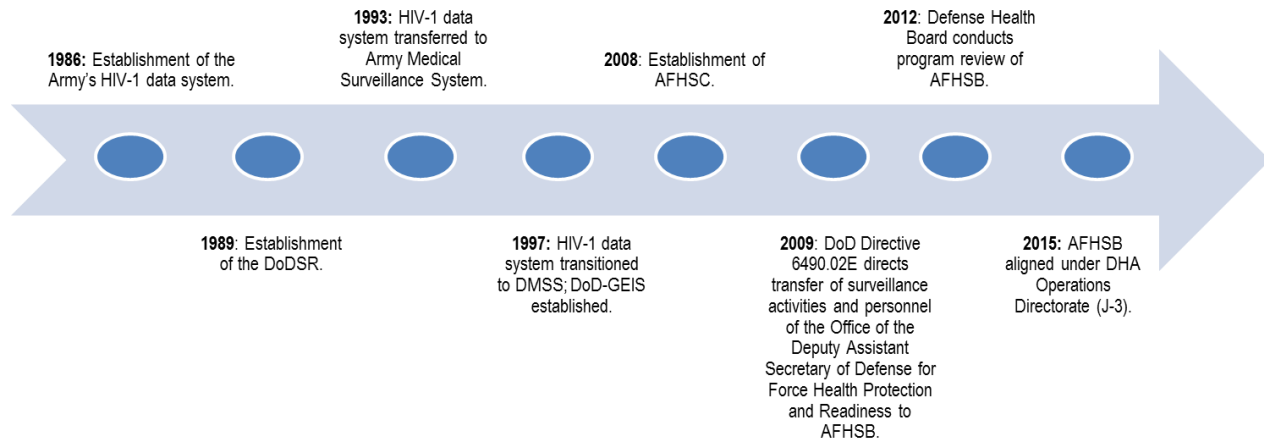 1986: Establishment of the
Army's HIV-1 data system.
1993: HIV-1 data
system transferred to
Army Medical
Surveillance System.
2008: Establishment of
AFHSC.
2012: Defense Health
Board conducts
program review of
AFHSB.
1989: Establishment
of the DoDSR.
1997: HIV-1 data
system transitioned
to DMSS; DoD-GEIS
established.
2009: DoD Directive
6490.02E directs
transfer of surveillance
activities and personnel
of the Office of the
Deputy Assistant
Secretary of Defense for
Force Health Protection
and Readiness to
AFHSB.
2015: AFHSB
aligned under DHA
Operations
Directorate (J-3).